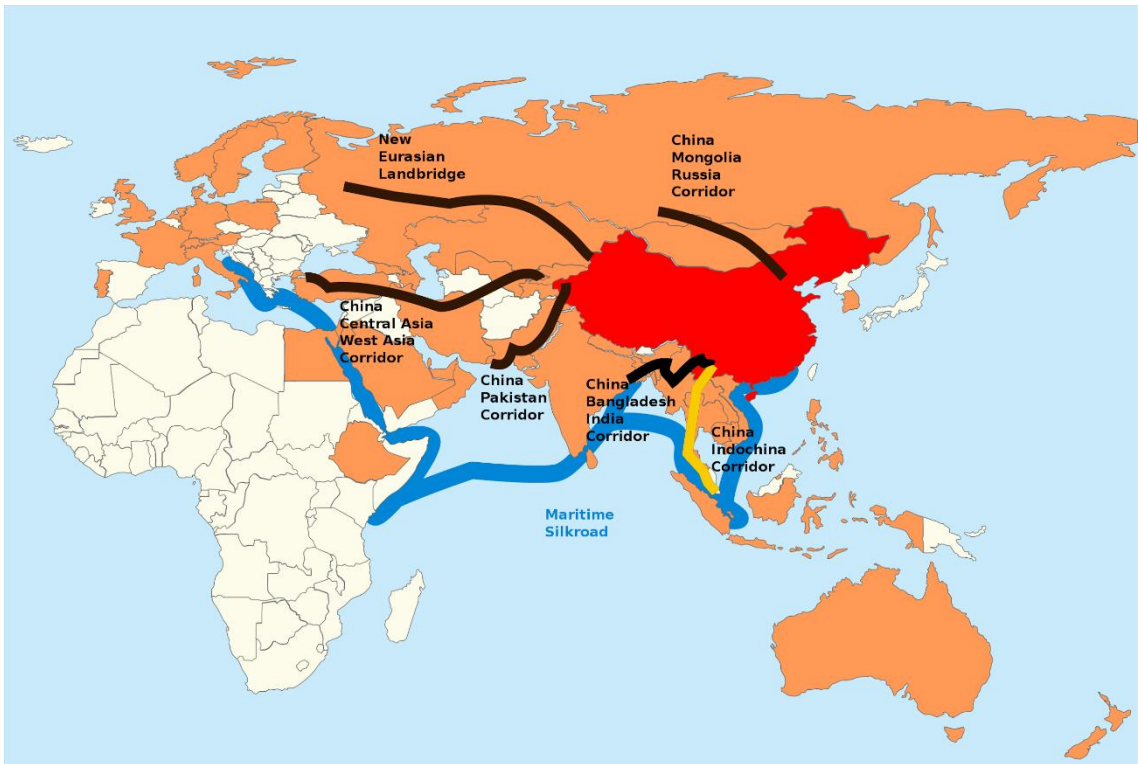 New
Eurasian
Landbridge
China
Mongolia
Russia
Corridor
China
Central Asia
West Asia
Corridor
China
Pakistan
Corridor
China
Bangladesh
India
Corridor
China
Indochina
Corridor
Maritime
Silkroad